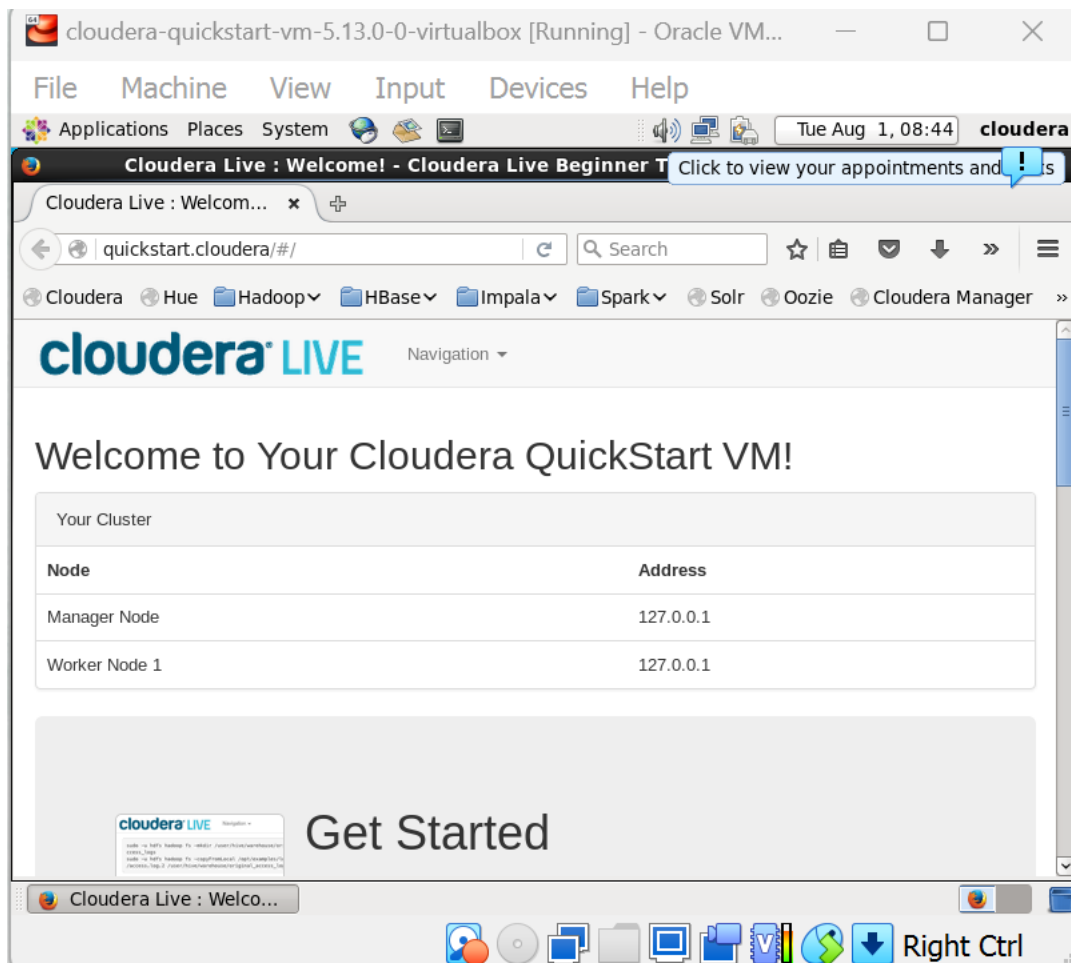 cloudera-quickstart-vm-5.13.0-0-virtualbox [Running] - Oracle VM...
File Machine View Input Devices Help
Applications Places System Tue Aug 1, 08:44 cloudera
Cloudera Live : Welcome! - Cloudera Live Beginner T
Click to view your appointments and
Cloudera Live : Welcom...
quickstart.cloudera/#/ Search
Cloudera Hue Hadoop HBase Impala Spark Solr Oozie Cloudera Manager »
cloudera LIVE Navigation
Welcome to Your Cloudera QuickStart VM!
Your Cluster
Node Address
Manager Node 127.0.0.1
Worker Node 1 127.0.0.1
cloudera LIVE
Get Started
Cloudera Live : Welco...
Right Ctrl